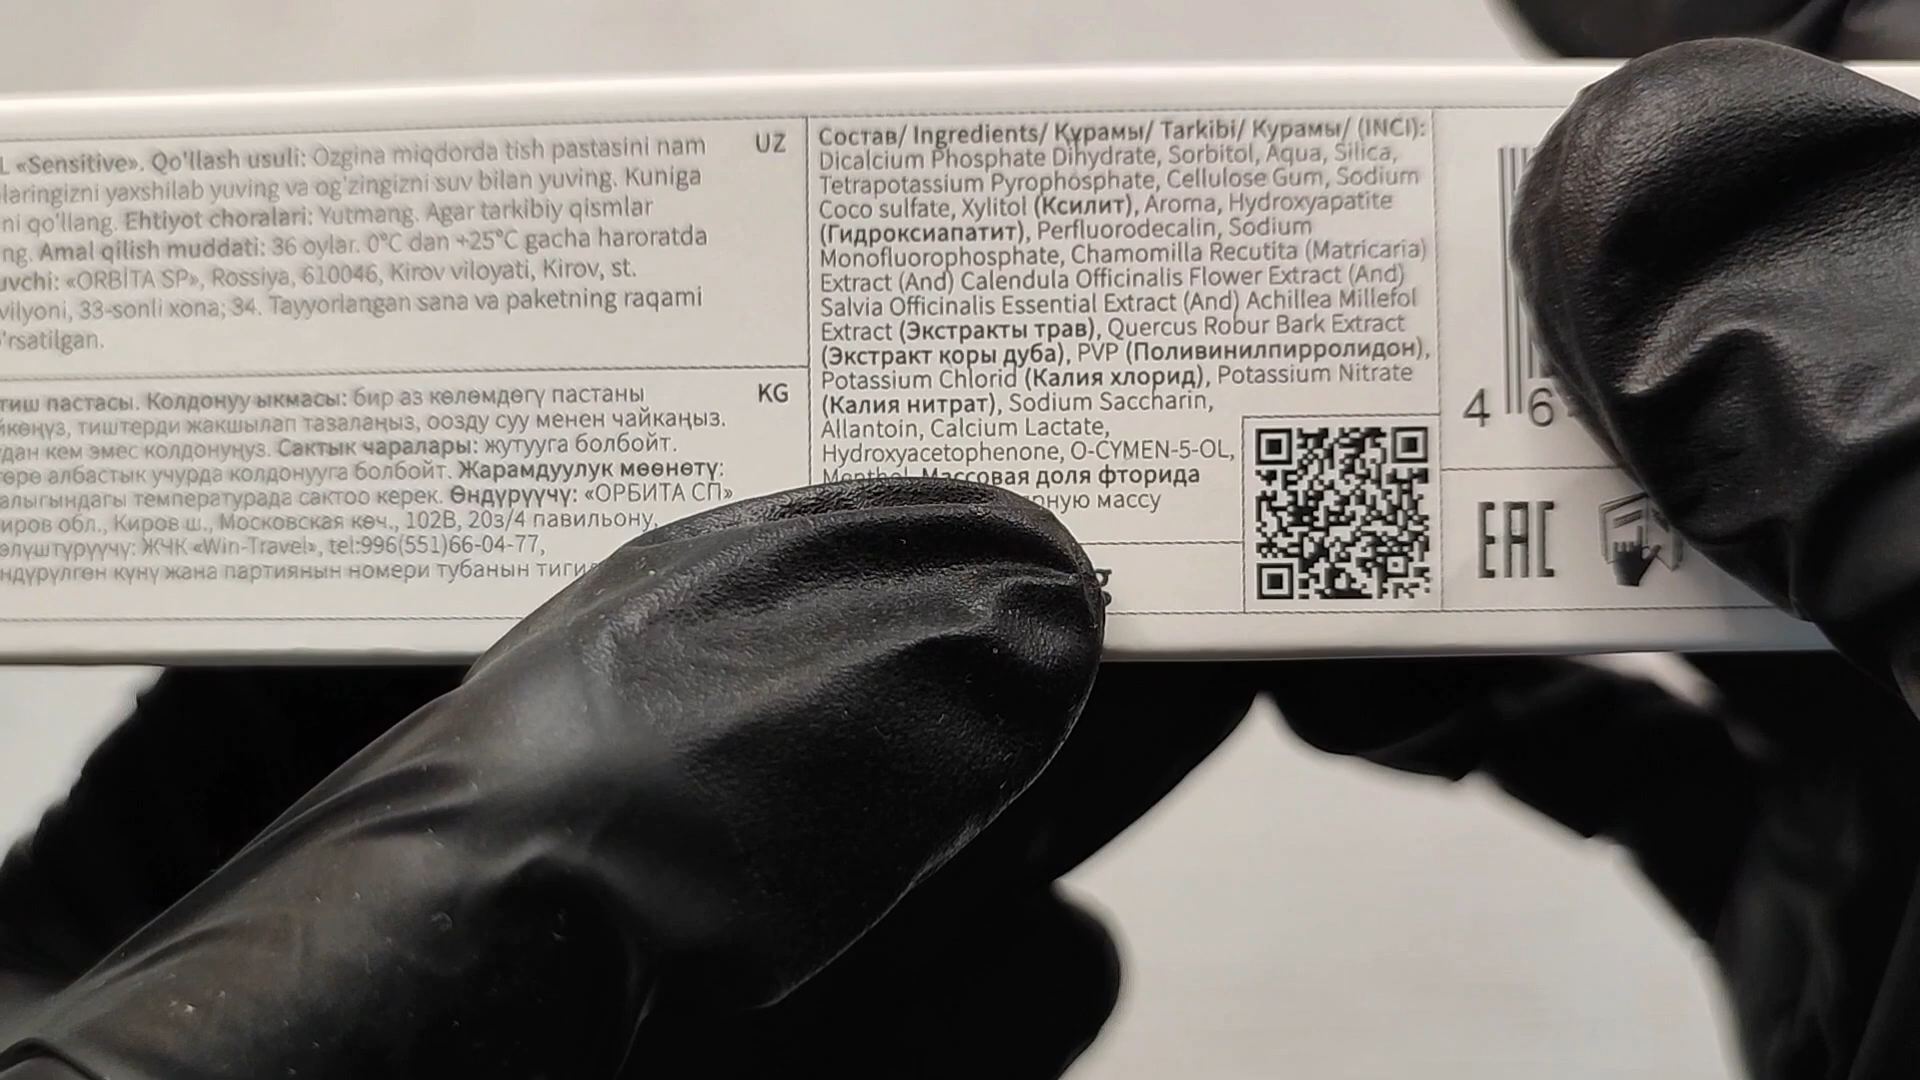 L «Sensitive». Qo'llash usuli: Ozgina miqdorda tish pastasini nam
laringizni yaxshilab yuving va og'zingizni suv bilan yuving. Kuniga
ni qo'llang. Ehtiyot choralari: Yutmang. Agar tarkibiy qismlar
ng. Amal qilish muddati: 36 oylar. 0°C dan +25°C gacha haroratda
uvchi: «ORBİTA SP», Rossiya, 610046, Kirov viloyati, Kirov, st.
vilyoni, 33-sonli xona; 34. Tayyorlangan sana va paketning raqami
'rsatilgan.
UZ
тиш пастасы. Колдонуу ыкмасы: бир аз көлөмдөгү пастаны
йкөңүз, тиштерди жакшылап тазалаңыз, оозду суу менен чайкаңыз.
дан кем эмес колдонуңуз. Сактык чаралары: жутууга болбойт.
өрө албастык учурда колдонууга болбойт. Жарамдуулук мөөнөтү:
алыгындагы температурада сактоо керек. Өндүрүүчү: «ОРБИТА СП»,
иров обл., Киров ш., Московская көч., 102В, 20з/4 павильону,
өлүштүрүүчү: ЖЧК «Win-Travel», tel:996(551)66-04-77,
ндүрүлгөн күнү жана партиянын номери тубанын
KG
Состав/ Ingredients/ Құрамы/ Tarkibi/ Курамы/ (INCI):
Dicalcium Phosphate Dihydrate, Sorbitol, Aqua, Silica,
Tetrapotassium Pyrophosphate, Cellulose Gum, Sodium
Coco sulfate, Xylitol (Ксилит), Aroma, Hydroxyapatite
(Гидроксиапатит), Perfluorodecalin, Sodium
Monofluorophosphate, Chamomilla Recutita (Matricaria)
Extract (And) Calendula Officinalis Flower Extract (And)
Salvia Officinalis Essential Extract (And) Achillea Millefol
Extract (Экстракты трав), Quercus Robur Bark Extract
(Экстракт коры дуба), PVP (Поливинилпирролидон),
Potassium Chlorid (Калия хлорид), Potassium Nitrate
(Калия нитрат), Sodium Saccharin,
Allantoin, Calcium Lactate,
Hydroxyacetophenone, O-CYMEN-5-OL,
Menthol. Массовая доля фторида
рную массу
g
4 6
EAC